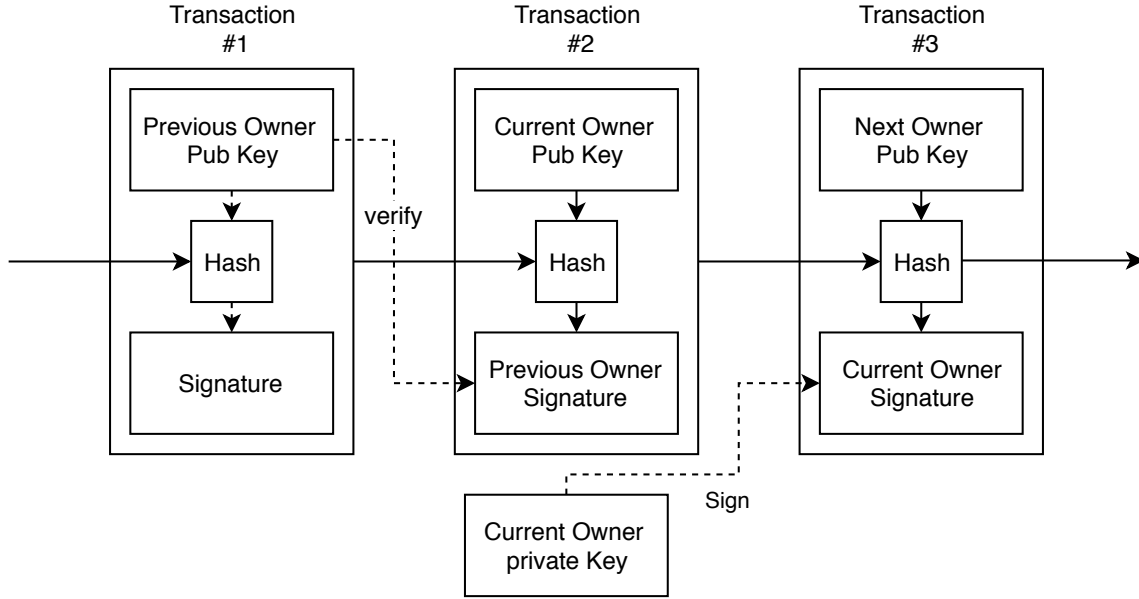 Transaction
#1
Transaction
#2
Transaction
#3
Previous Owner
Pub Key
Current Owner
Pub Key
Next Owner
Pub Key
verify
Hash
Hash
Hash
Signature
Previous Owner
Signature
Current Owner
Signature
Sign
Current Owner
private Key